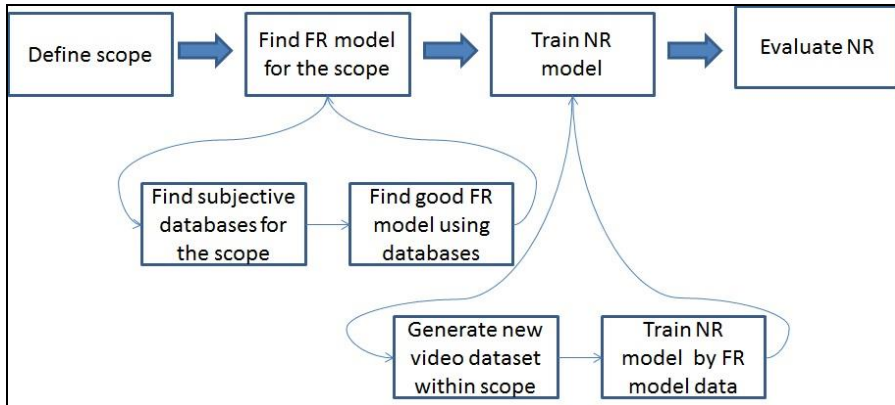 Define scope
Find FR model
for the scope
Train NR
model
Evaluate NR
Find subjective
databases for
the scope
Find good FR
model using
databases
Generate new
video dataset
within scope
Train NR
model by FR
model data